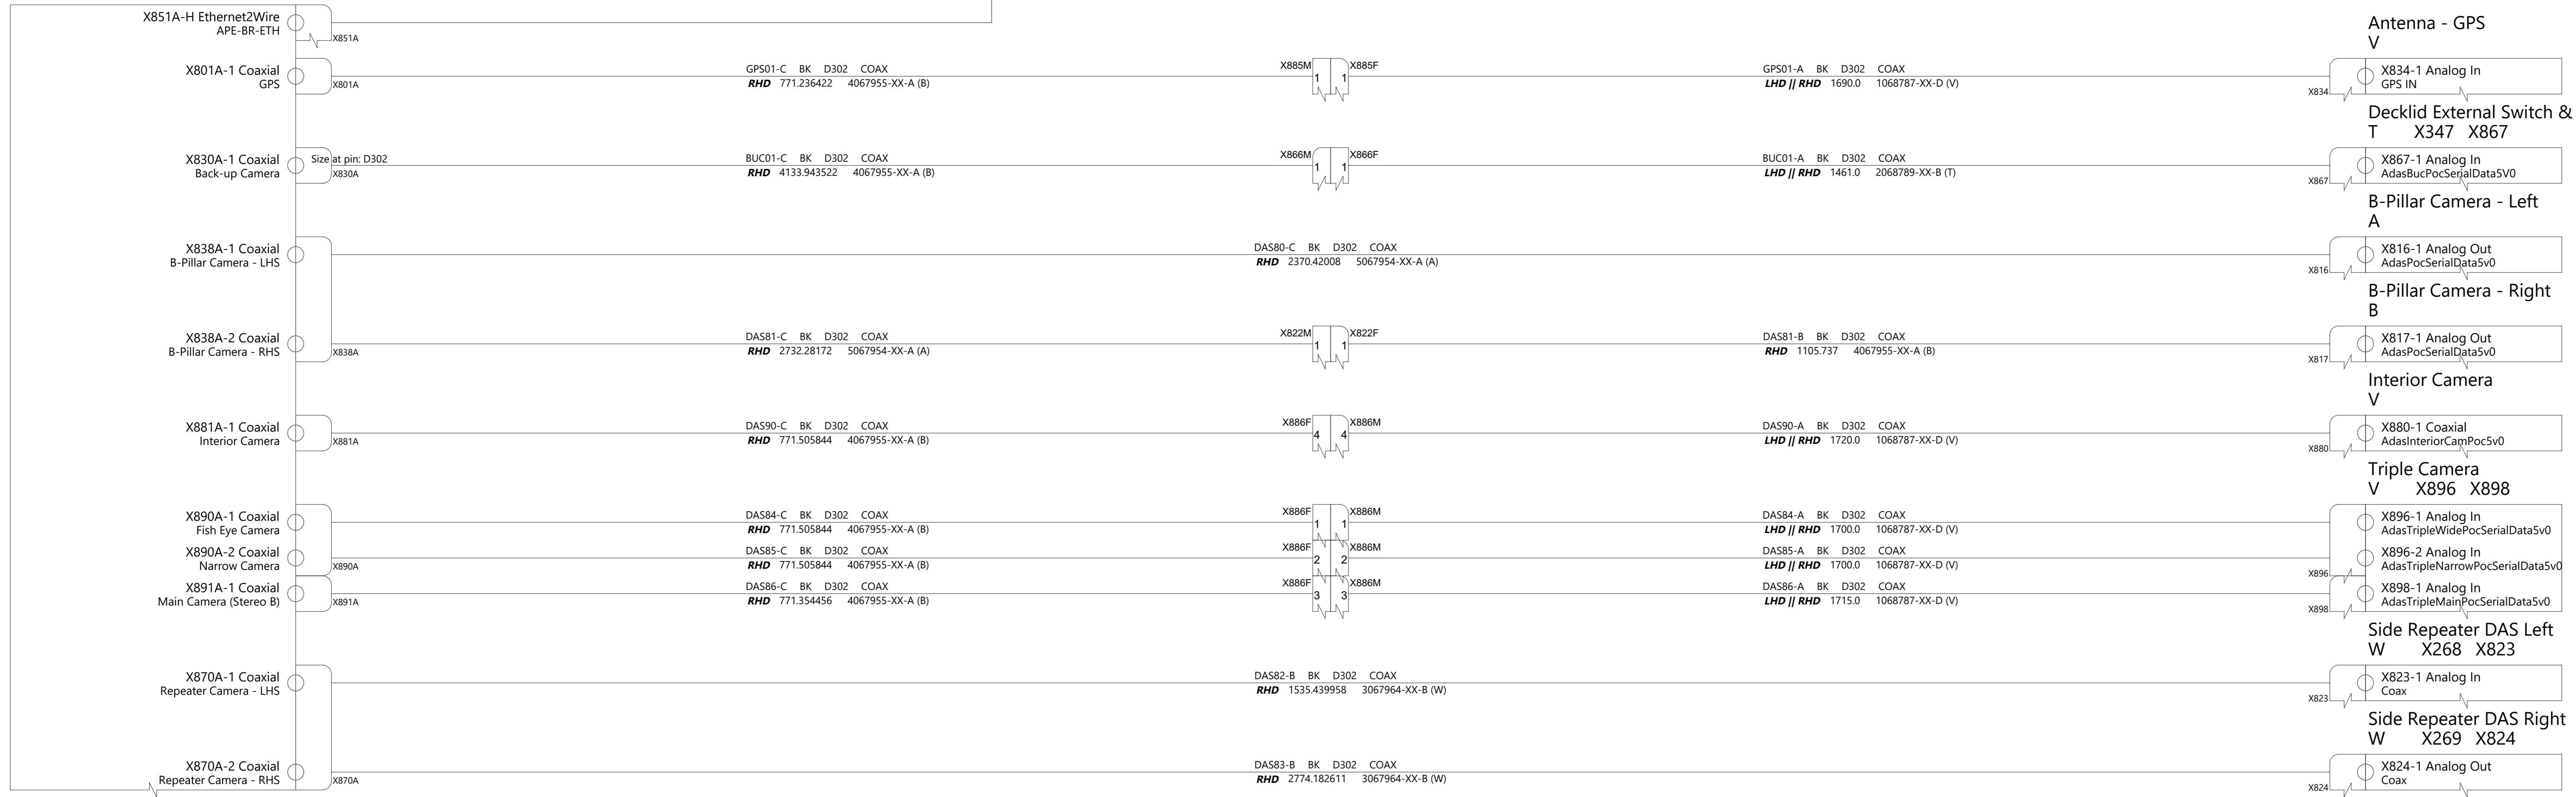 X851A-H Ethernet2Wire
APE-BR-ETH
X851A
Antenna - GPS
V
X801A-1 Coaxial
GPS
X801A
GPS01-C BK D302 COAX
RHD 771.236422 4067955-XX-A (B)
X885M 1 1 X885F
GPS01-A BK D302 COAX
LHD || RHD 1690.0 1068787-XX-D (V)
X834
X834-1 Analog In
GPS IN
Decklid External Switch &
T X347 X867
X830A-1 Coaxial
Back-up Camera
Size at pin: D302
X830A
BUC01-C BK D302 COAX
RHD 4133.943522 4067955-XX-A (B)
X866M 1 1 X866F
BUC01-A BK D302 COAX
LHD || RHD 1461.0 2068789-XX-B (T)
X867
X867-1 Analog In
AdasBucPocSerialData5V0
B-Pillar Camera - Left
A
X838A-1 Coaxial
B-Pillar Camera - LHS
DAS80-C BK D302 COAX
RHD 2370.42008 5067954-XX-A (A)
X816
X816-1 Analog Out
AdasPocSerialData5v0
B-Pillar Camera - Right
B
X838A-2 Coaxial
B-Pillar Camera - RHS
X838A
DAS81-C BK D302 COAX
RHD 2732.28172 5067954-XX-A (A)
X822M 1 1 X822F
DAS81-B BK D302 COAX
RHD 1105.737 4067955-XX-A (B)
X817
X817-1 Analog Out
AdasPocSerialData5v0
Interior Camera
V
X881A-1 Coaxial
Interior Camera
X881A
DAS90-C BK D302 COAX
RHD 771.505844 4067955-XX-A (B)
X886F 4 4 X886M
DAS90-A BK D302 COAX
LHD || RHD 1720.0 1068787-XX-D (V)
X880
X880-1 Coaxial
AdasInteriorCamPoc5v0
Triple Camera
V X896 X898
X890A-1 Coaxial
Fish Eye Camera
DAS84-C BK D302 COAX
RHD 771.505844 4067955-XX-A (B)
X886F 1 1 X886M
DAS84-A BK D302 COAX
LHD || RHD 1700.0 1068787-XX-D (V)
X896-1 Analog In
AdasTripleWidePocSerialData5v0
X890A-2 Coaxial
Narrow Camera
X890A
DAS85-C BK D302 COAX
RHD 771.505844 4067955-XX-A (B)
X886F 2 2 X886M
DAS85-A BK D302 COAX
LHD || RHD 1700.0 1068787-XX-D (V)
X896
X896-2 Analog In
AdasTripleNarrowPocSerialData5v0
X891A-1 Coaxial
Main Camera (Stereo B)
X891A
DAS86-C BK D302 COAX
RHD 771.354456 4067955-XX-A (B)
X886F 3 3 X886M
DAS86-A BK D302 COAX
LHD || RHD 1715.0 1068787-XX-D (V)
X898
X898-1 Analog In
AdasTripleMainPocSerialData5v0
Side Repeater DAS Left
W X268 X823
X870A-1 Coaxial
Repeater Camera - LHS
DAS82-B BK D302 COAX
RHD 1535.439958 3067964-XX-B (W)
X823
X823-1 Analog In
Coax
Side Repeater DAS Right
W X269 X824
X870A-2 Coaxial
Repeater Camera - RHS
X870A
DAS83-B BK D302 COAX
RHD 2774.182611 3067964-XX-B (W)
X824
X824-1 Analog Out
Coax